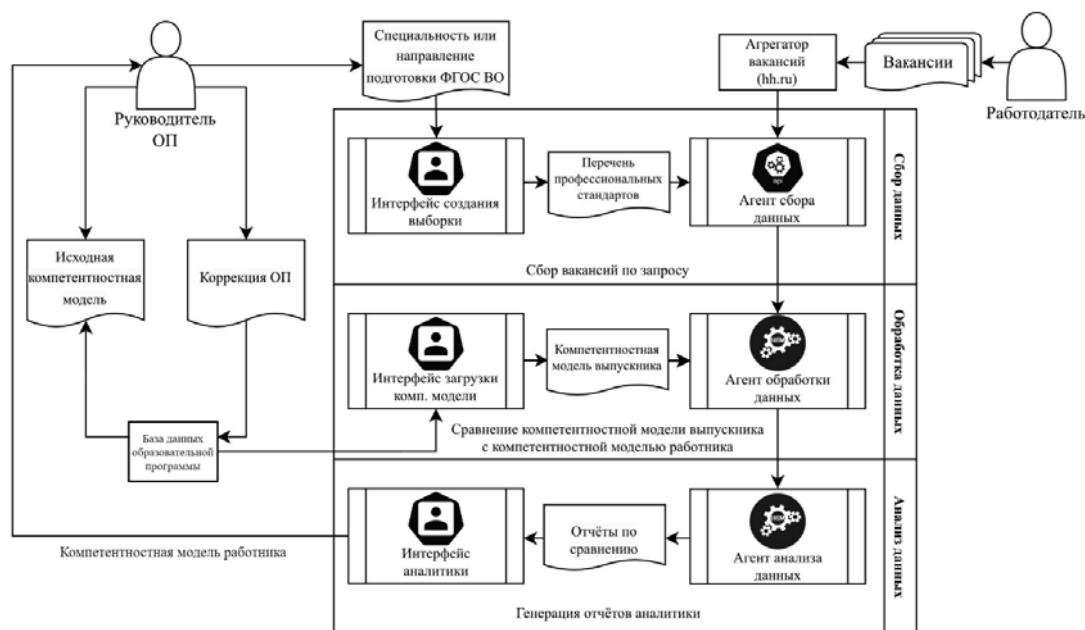 Специальность или
направление
подготовки ФГОС ВО
Агрегатор
вакансий
(hh.ru)
Вакансии
Руководитель
ОП
Работодатель
Интерфейс создания
выборки
Перечень
профессиональных
стандартов
Агент сбора
данных
Сбор данных
Сбор вакансий по запросу
Исходная
компетентностная
модель
Коррекция ОП
Интерфейс загрузки
комп. модели
Компетентностная
модель выпускника
Агент обработки
данных
Обработка данных
Сравнение компетентностной модели выпускника
с компетентностной моделью работника
База данных
образовательной
программы
Интерфейс
аналитики
Отчёты по
сравнению
Агент анализа
данных
Анализ данных
Компетентностная модель работника
Генерация отчётов аналитики